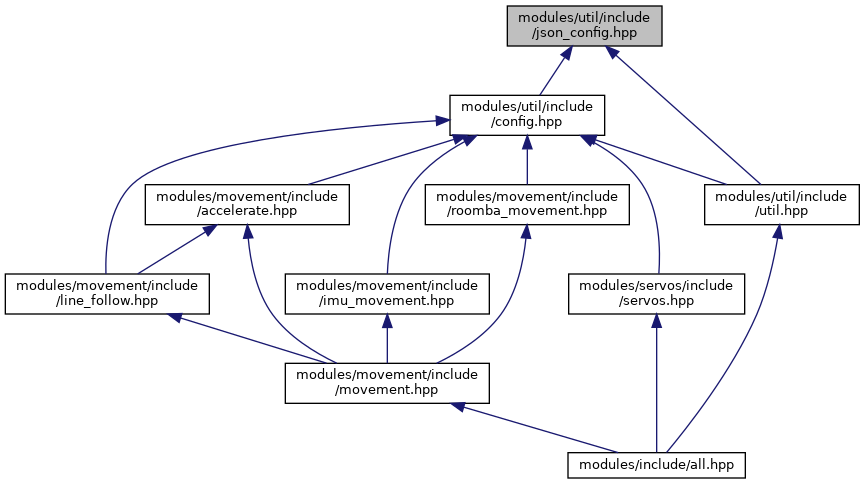 modules/util/include
/json_config.hpp
modules/util/include
/config.hpp
modules/movement/include
/accelerate.hpp
modules/movement/include
/roomba_movement.hpp
modules/util/include
/util.hpp
modules/movement/include
/line_follow.hpp
modules/movement/include
/imu_movement.hpp
modules/servos/include
/servos.hpp
modules/movement/include
/movement.hpp
modules/include/all.hpp